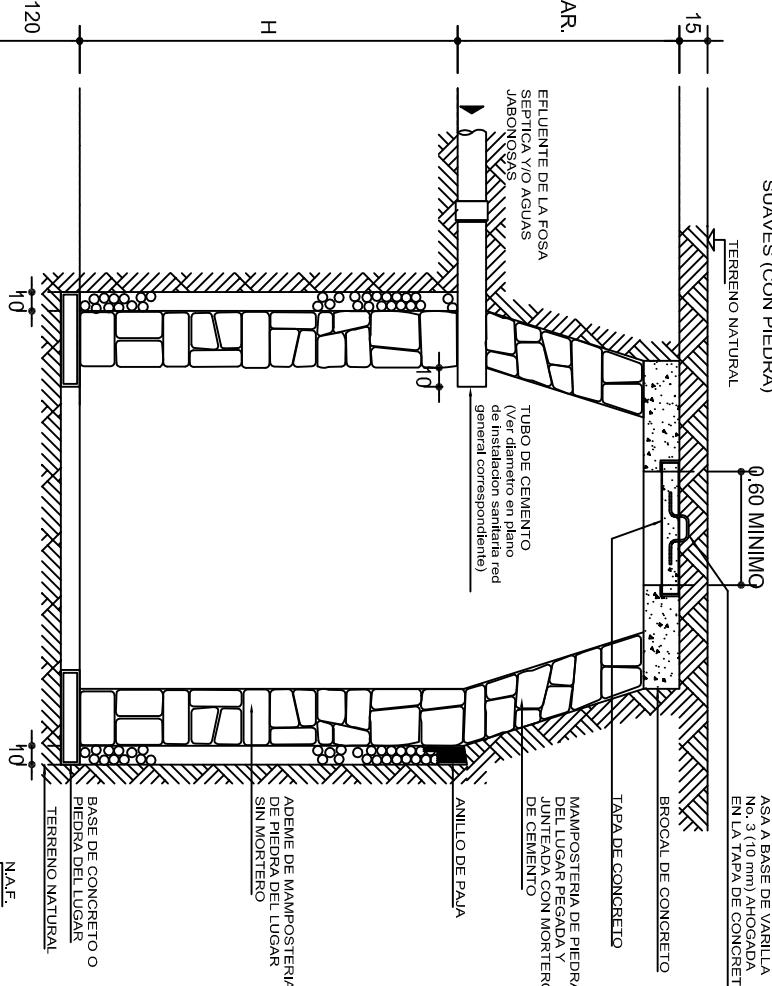 SUAVES (CON PIEDRA)
TERRENO NATURAL
0.60 MINIMO
ASA A BASE DE VARILLA
No. 3 (10 mm) AHOGADA
EN LA TAPA DE CONCRET
BROCAL DE CONCRETO
TAPA DE CONCRETO
MAMPOSTERIA DE PIEDRA
DEL LUGAR PEGADA Y
JUNTEADA CON MORTERO
DE CEMENTO
ANILLO DE PAJA
ADEME DE MAMPOSTERIA
DE PIEDRA DEL LUGAR
SIN MORTERO
BASE DE CONCRETO O
PIEDRA DEL LUGAR
TERRENO NATURAL
N.A.F.
EFLUENTE DE LA FOSA
SEPTICA Y/O AGUAS
JABONOSAS
TUBO DE CEMENTO
(Ver diametro en plano
de instalacion sanitaria red
general correspondiente)
15
AR.
H
120
10
10
10